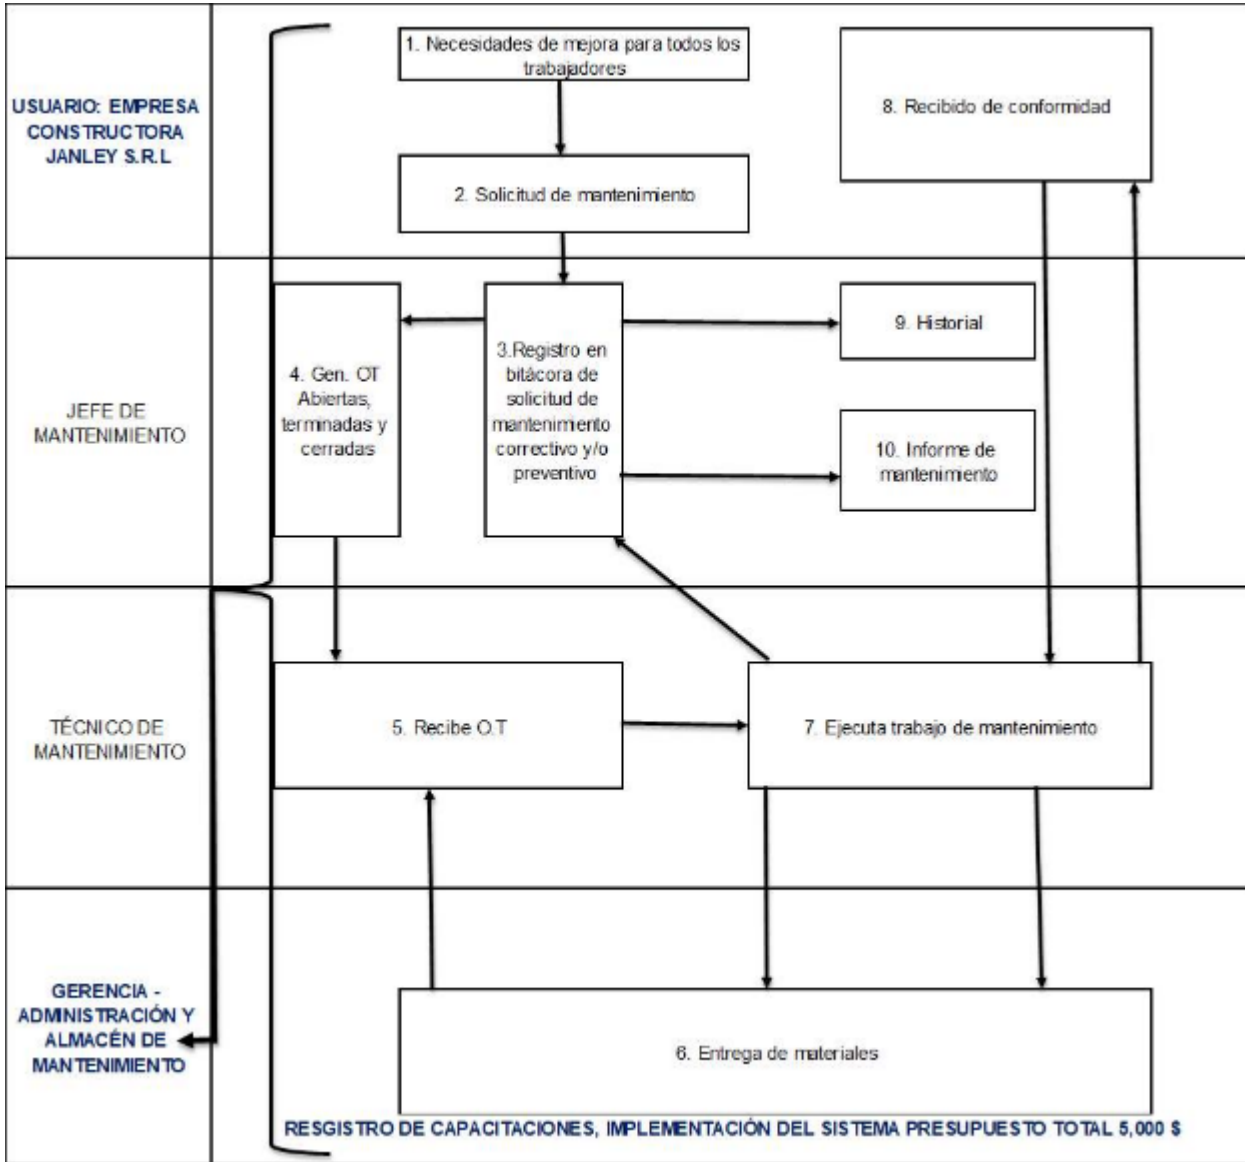 USUARIO: EMPRESA
CONSTRUCTORA
JANLEY S.R.L
1. Necesidades de mejora para todos los
trabajadores
8. Recibido de conformidad
2. Solicitud de mantenimiento
JEFE DE
MANTENIMIENTO
4. Gen. OT
Abiertas,
terminadas y
cerradas
3.Registro en
bitácora de
solicitud de
mantenimiento
correctivo y/o
preventivo
9. Historial
10. Informe de
mantenimiento
TÉCNICO DE
MANTENIMIENTO
5. Recibe O.T
7. Ejecuta trabajo de mantenimiento
GERENCIA -
ADMINISTRACIÓN Y
ALMACÉN DE
MANTENIMIENTO
6. Entrega de materiales
RESGISTRO DE CAPACITACIONES, IMPLEMENTACIÓN DEL SISTEMA PRESUPUESTO TOTAL 5,000 $